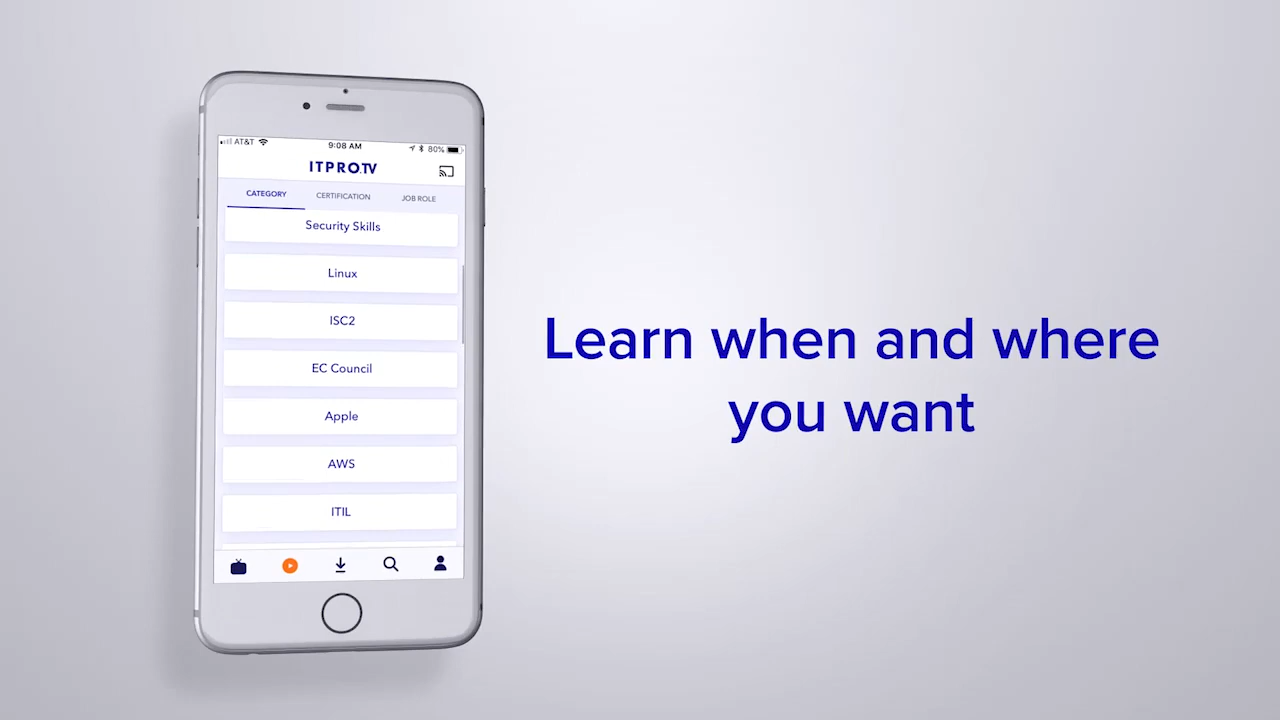 AT&T 9:08 AM 80%
ITPRO.TV
CATEGORY CERTIFICATION JOB ROLE
Security Skills
Linux
ISC2
EC Council
Apple
AWS
ITIL
Learn when and where
you want